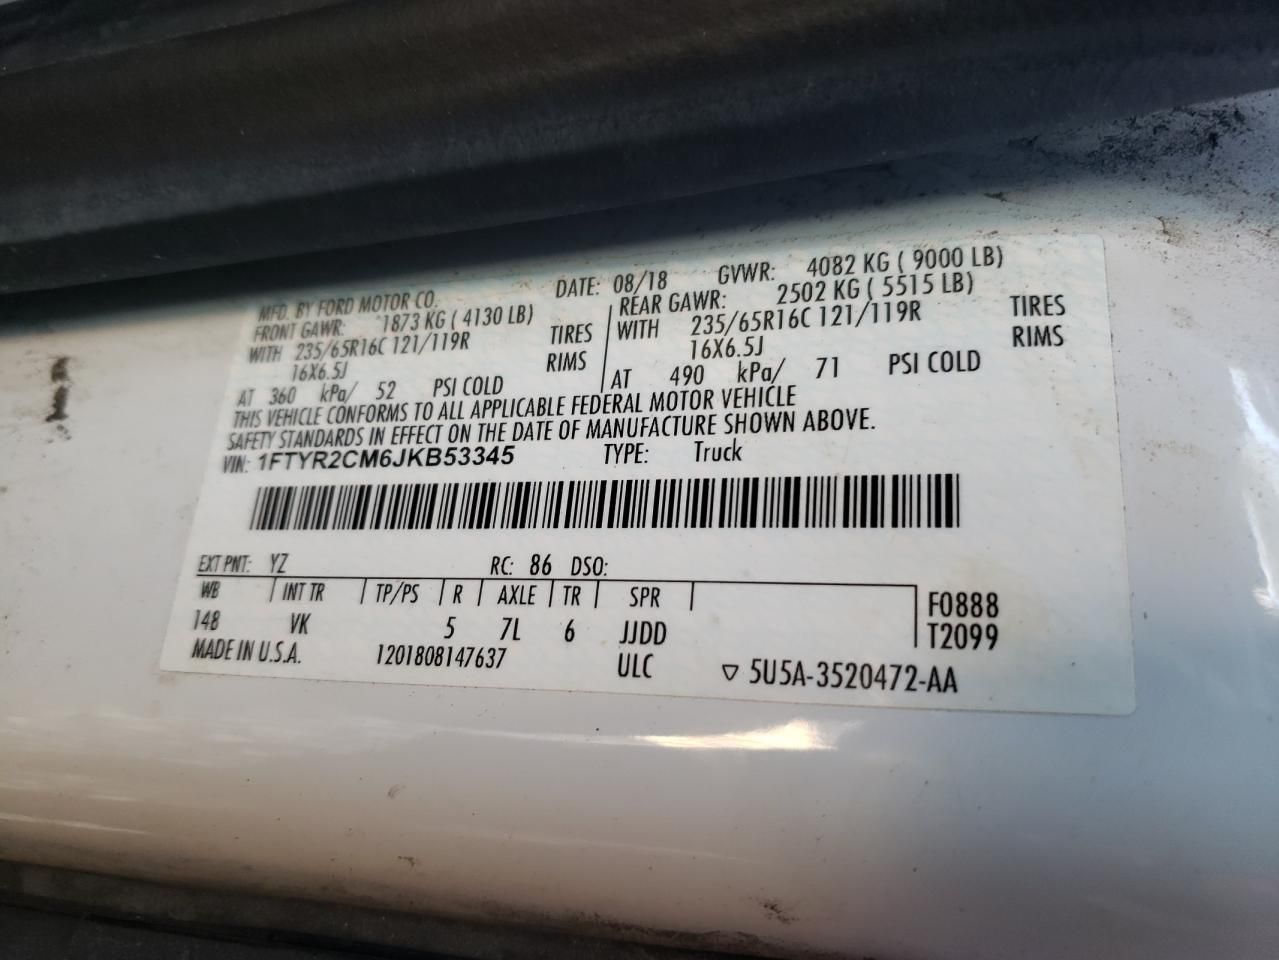 MFD. BY FORD MOTOR CO. DATE: 08/18 GVWR: 4082 KG ( 9000 LB)
FRONT GAWR: 1873 KG ( 4130 LB) REAR GAWR: 2502 KG ( 5515 LB)
WITH 235/65R16C 121/119R TIRES WITH 235/65R16C 121/119R TIRES
16X6.5J RIMS 16X6.5J RIMS
AT 360 kPa/ 52 PSI COLD AT 490 kPa/ 71 PSI COLD
THIS VEHICLE CONFORMS TO ALL APPLICABLE FEDERAL MOTOR VEHICLE
SAFETY STANDARDS IN EFFECT ON THE DATE OF MANUFACTURE SHOWN ABOVE.
VIN: 1FTYR2CM6JKB53345 TYPE: Truck
EXT PNT: YZ RC: 86 DSO:
WB INT TR TP/PS R AXLE TR SPR F0888
148 VK 5 7L 6 JJDD T2099
MADE IN U.S.A. 1201808147637 ULC ▽ 5U5A-3520472-AA